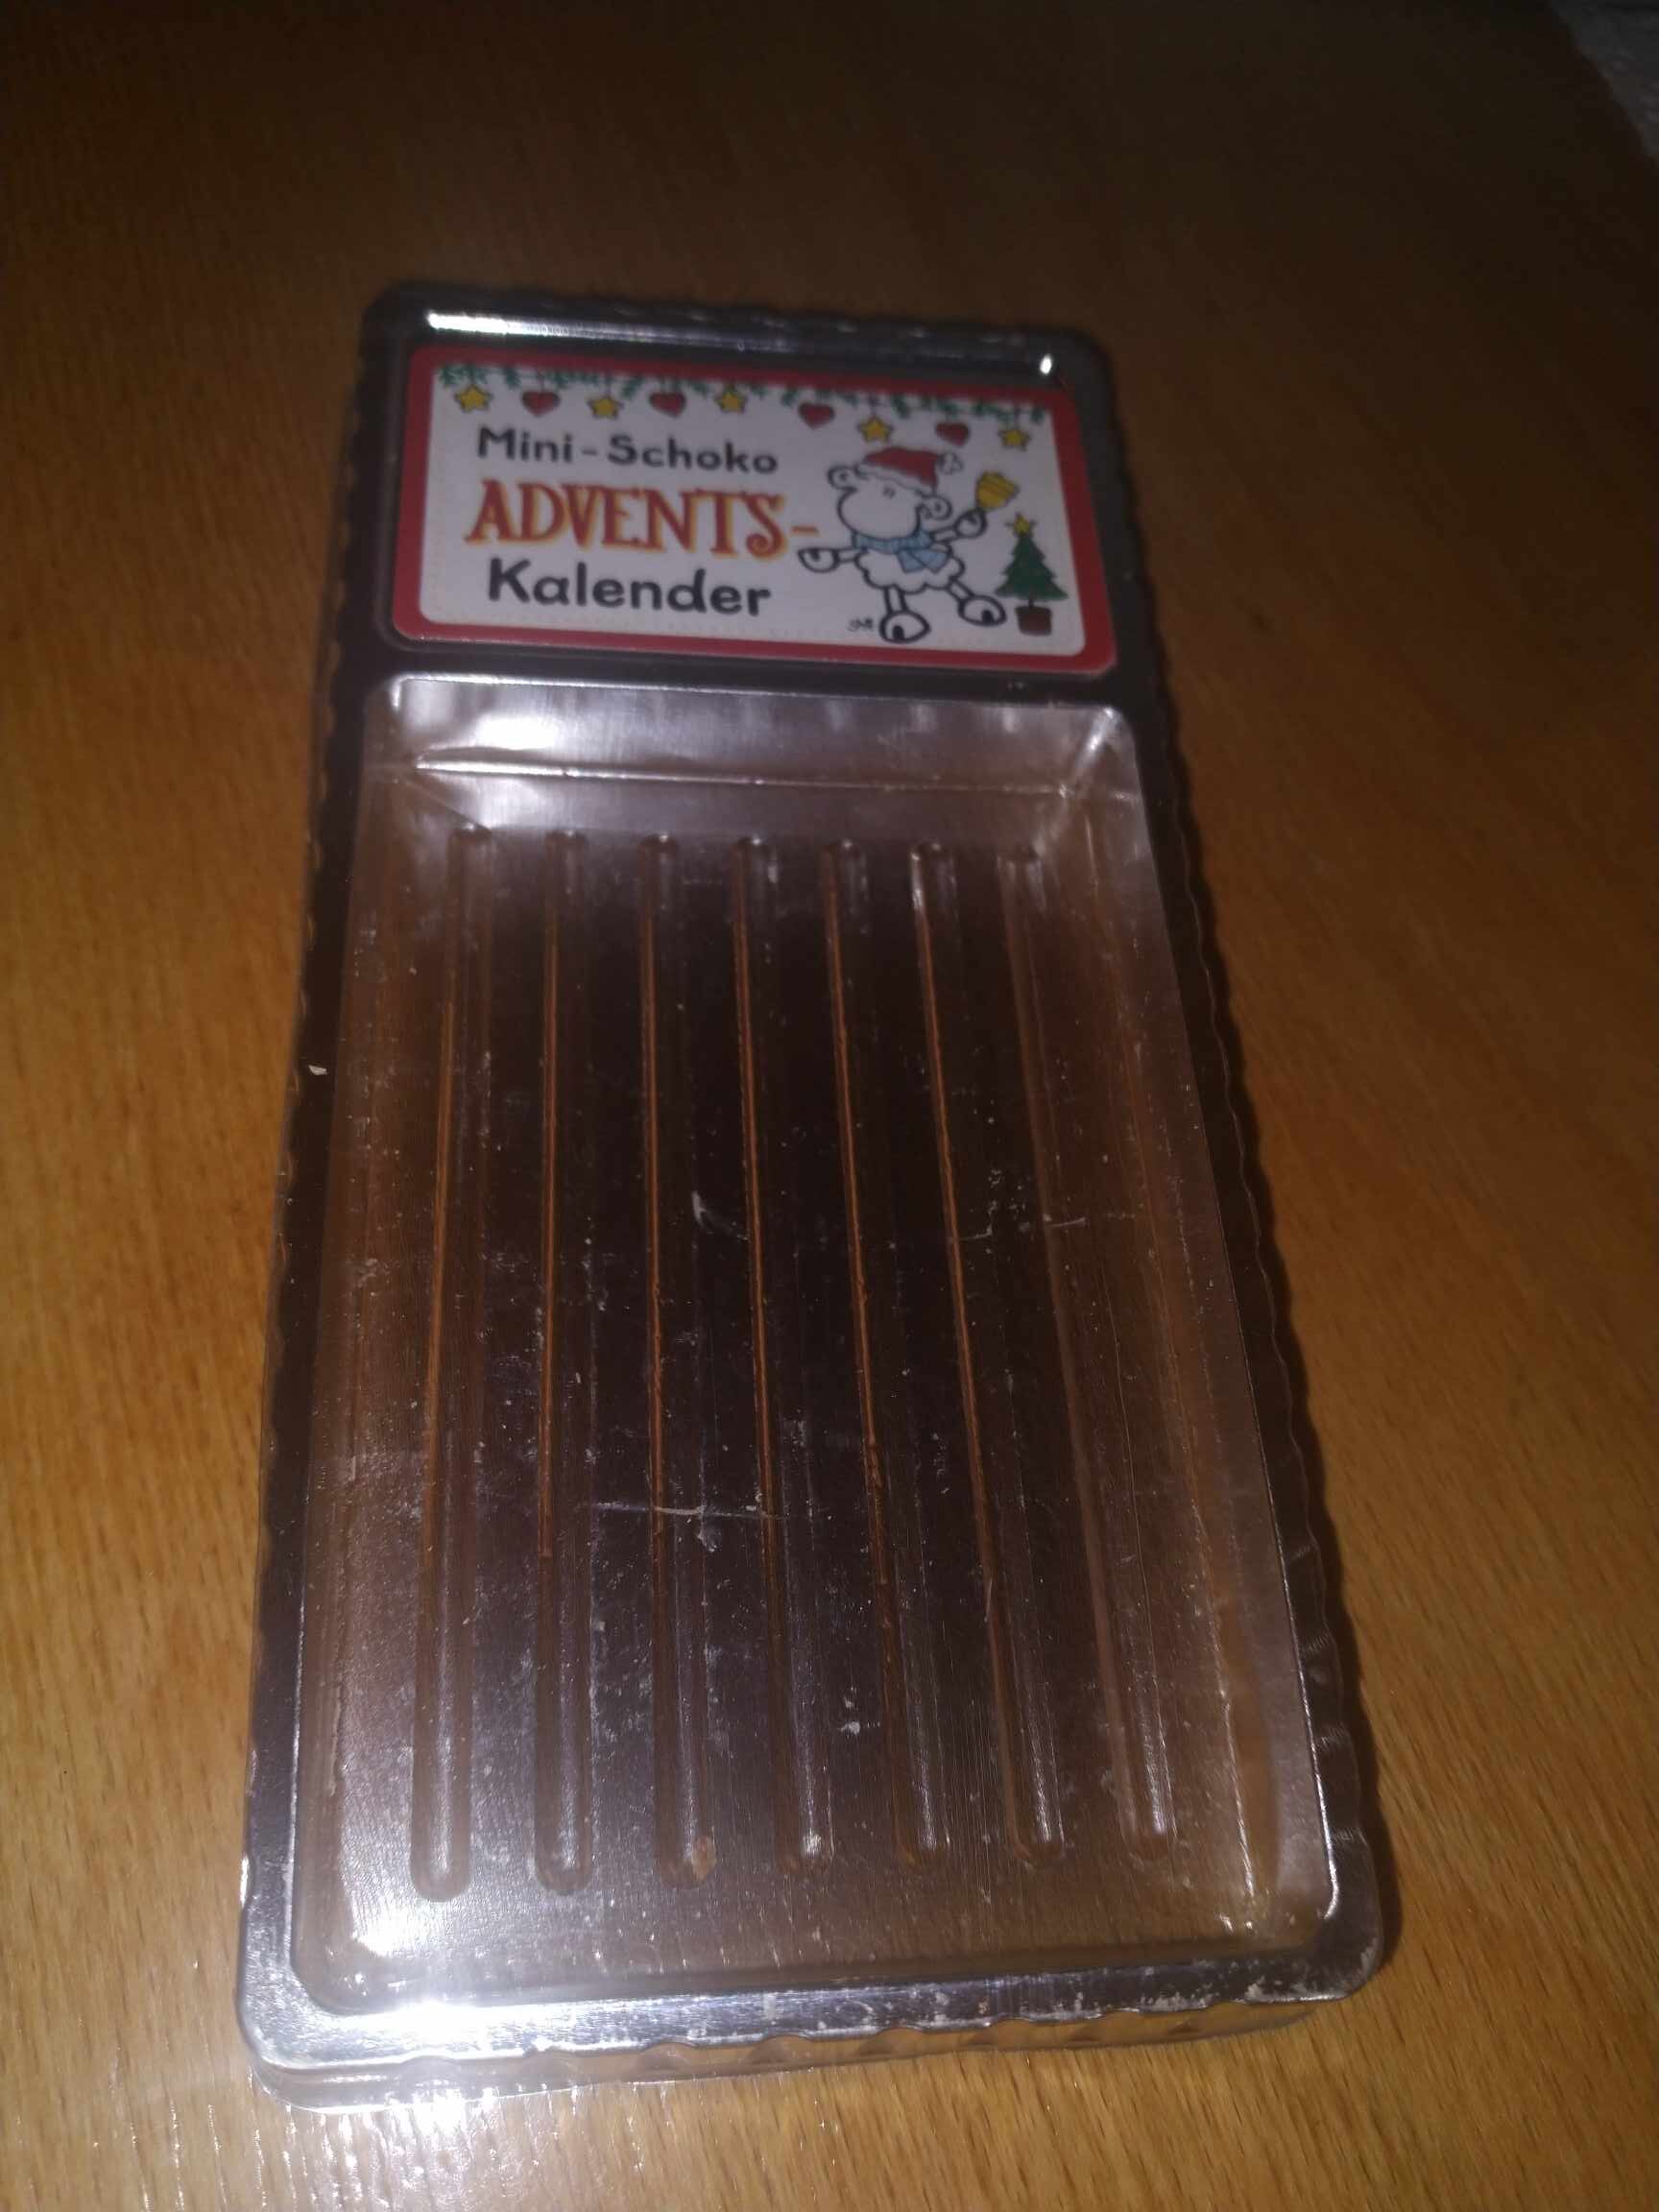 Mini-Schoko
ADVENTS-
Kalender